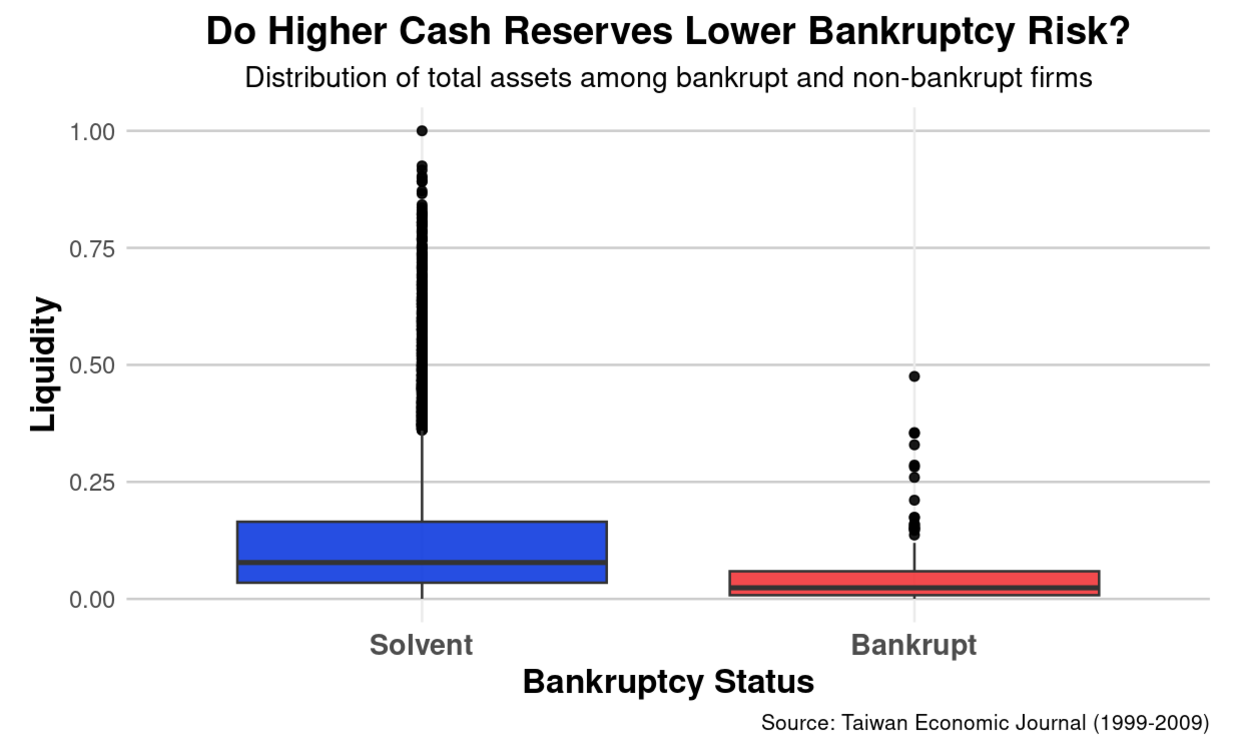 Do Higher Cash Reserves Lower Bankruptcy Risk?
Distribution of total assets among bankrupt and non-bankrupt firms
1.00
0.75
0.50
0.25
0.00
Liquidity
Solvent
Bankrupt
Bankruptcy Status
Source: Taiwan Economic Journal (1999-2009)